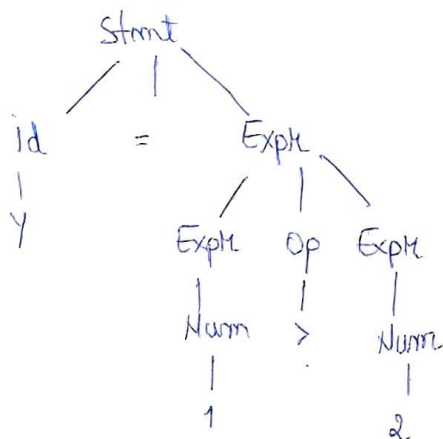 Stmt
id = Expr
Y
Expr Op Expr
Num > Num
1 2